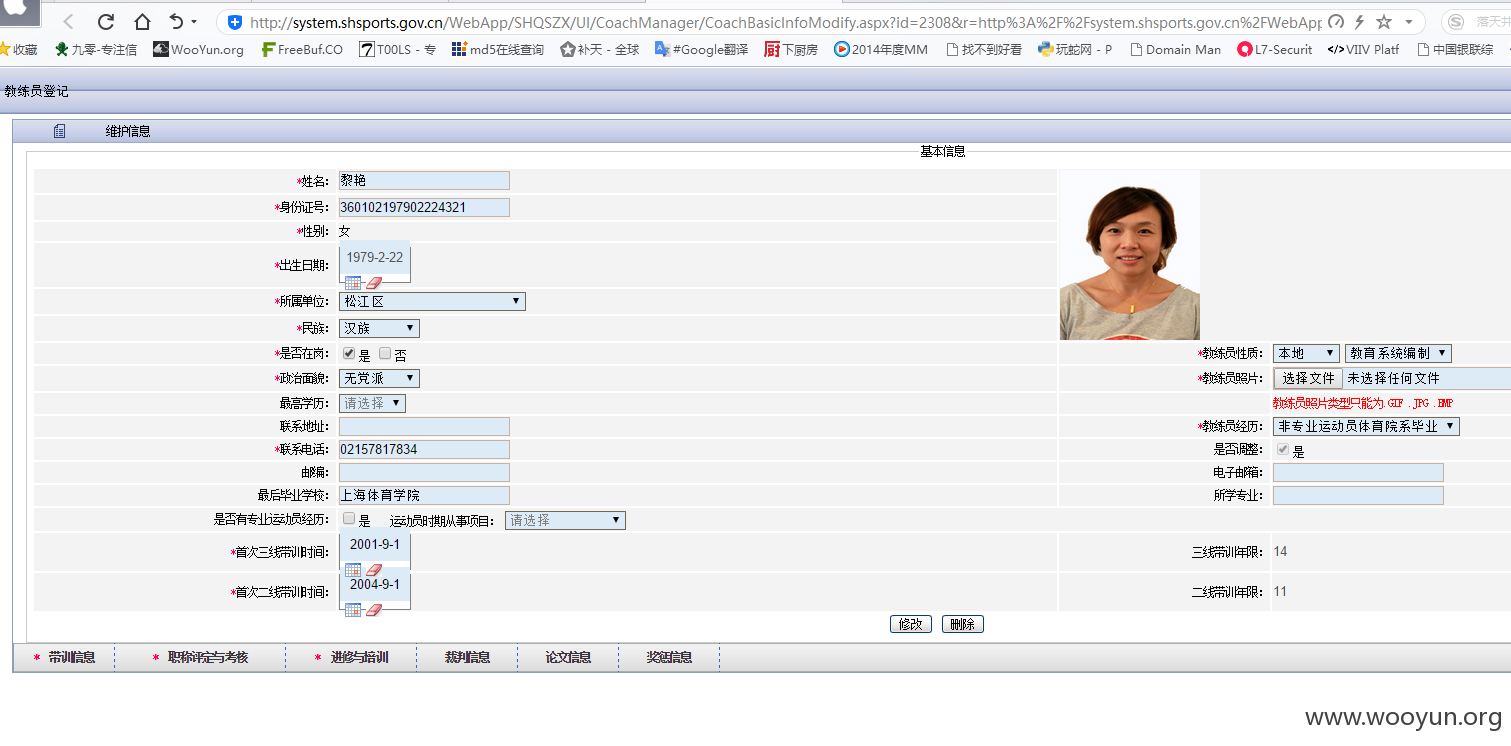 http://system.shsports.gov.cn/WebApp/SHQSZX/UI/CoachManager/CoachBasicInfoModify.aspx?id=2308&r=http%3A%2F%2Fsystem.shsports.gov.cn%2FWebApp
收藏 九零-专注信 WooYun.org FreeBuf.CO T00LS - 专 md5在线查询 补天 - 全球 #Google翻译 下厨房 2014年度MM 找不到好看 玩蛇网 - P Domain Man L7-Securit VIIV Platf 中国银联综
教练员登记
维护信息
基本信息
*姓名: 黎艳
*身份证号: 360102197902224321
*性别: 女
*出生日期: 1979-2-22
*所属单位: 松江区
*民族: 汉族
*是否在岗: 是 否 *教练员性质: 本地 教育系统编制
*政治面貌: 无党派 *教练员照片: 选择文件 未选择任何文件
最高学历: 请选择 教练员照片类型只能为.GIF .JPG .BMP
联系地址: *教练员经历: 非专业运动员体育院系毕业
*联系电话: 02157817834 是否调整: 是
邮编: 电子邮箱:
最后毕业学校: 上海体育学院 所学专业:
是否有专业运动员经历: 是 运动员时期从事项目: 请选择
*首次三线带训时间: 2001-9-1 三线带训年限: 14
*首次二线带训时间: 2004-9-1 二线带训年限: 11
修改 删除
* 带训信息 * 职称评定与考核 * 进修与培训 裁判信息 论文信息 奖惩信息
www.wooyun.org